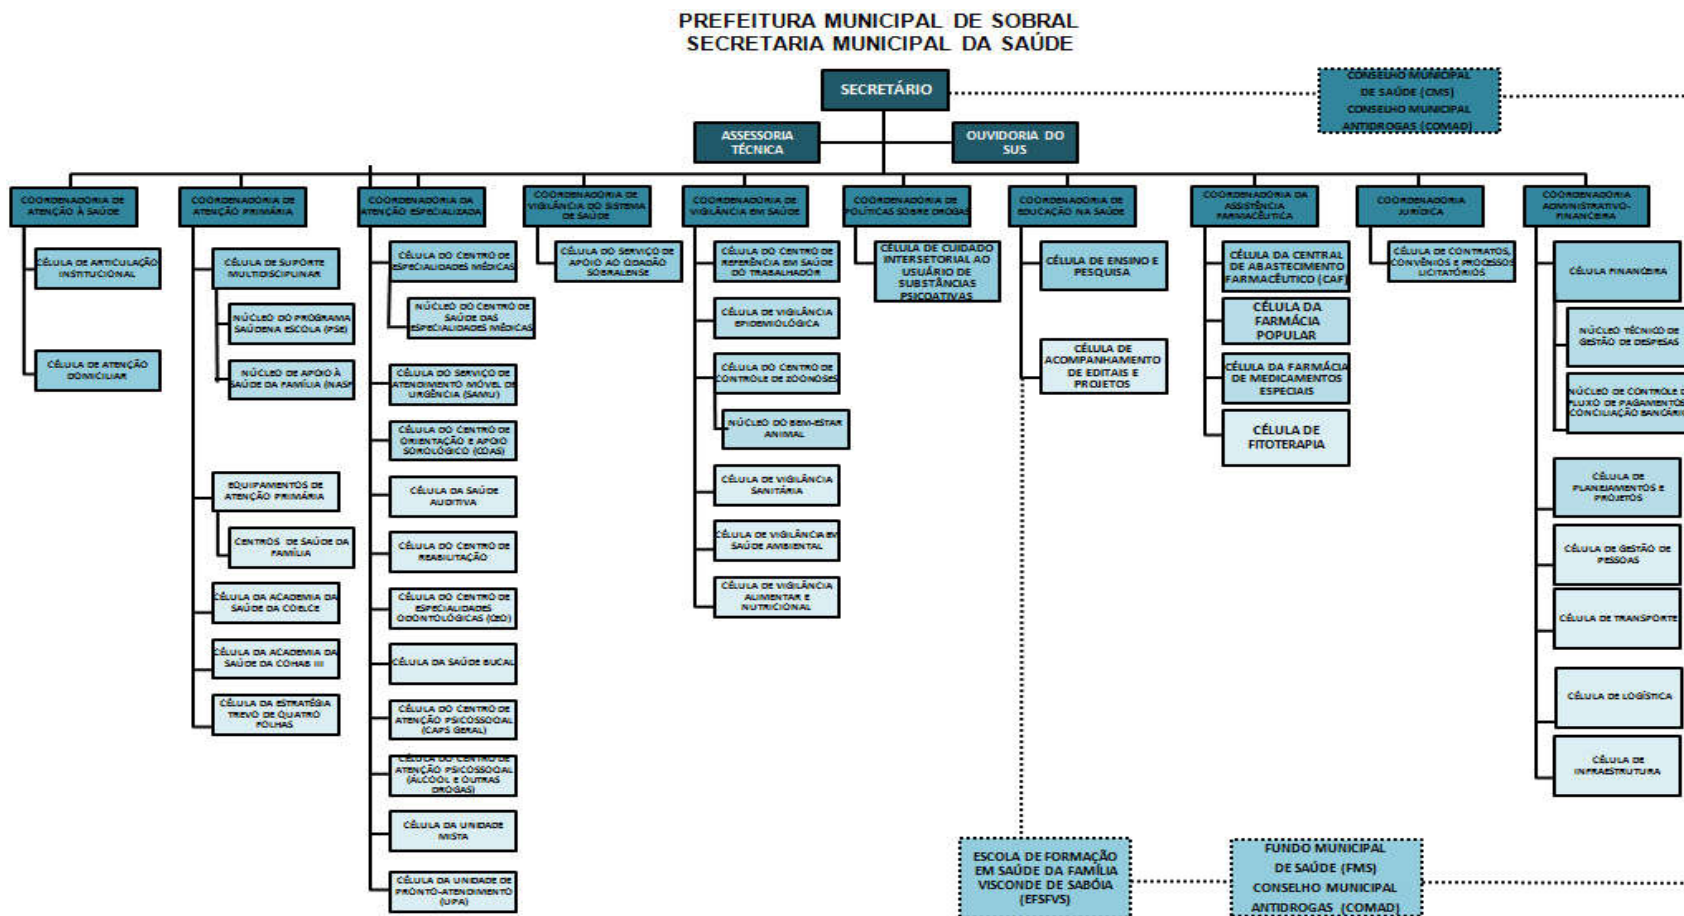 PREFEITURA MUNICIPAL DE SOBRAL
SECRETARIA MUNICIPAL DA SAÚDE
SECRETÁRIO
CONSELHO MUNICIPAL
DE SAÚDE (CMS)
CONSELHO MUNICIPAL
ANTIDROGAS (COMAD)
ASSESSORIA
TÉCNICA
OUVIDORIA DO
SUS
COORDENADORIA DE
ATENÇÃO À SAÚDE
CÉLULA DE ARTICULAÇÃO
INSTITUCIONAL
CÉLULA DE ATENÇÃO
DOMICILIAR
COORDENADORIA DE
ATENÇÃO PRIMÁRIA
CÉLULA DE SUPORTE
MULTIDISCIPLINAR
NÚCLEO DO PROGRAMA
SAÚDENA ESCOLA (PSE)
NÚCLEO DE APOIO À
SAÚDE DA FAMÍLIA (NASF
EQUIPAMENTOS DE
ATENÇÃO PRIMÁRIA
CENTROS DE SAÚDE DA
FAMÍLIA
CÉLULA DA ACADEMIA DA
SAÚDE DA COELCE
CÉLULA DA ACADEMIA DA
SAÚDE DA COHAB III
CÉLULA DA ESTRATÉGIA
TREVO DE QUATRO
FOLHAS
COORDENADORIA DA
ATENÇÃO ESPECIALIZADA
CÉLULA DO CENTRO DE
ESPECIALIDADES MÉDICAS
NÚCLEO DO CENTRO DE
SAÚDE DAS
ESPECIALIDADES MÉDICAS
CÉLULA DO SERVIÇO DE
ATENDIMENTO MÓVEL DE
URGÊNCIA (SAMU)
CÉLULA DO CENTRO DE
ORIENTAÇÃO E APOIO
SOROLÓGICO (COAS)
CÉLULA DA SAÚDE
AUDITIVA
CÉLULA DO CENTRO DE
REABILITAÇÃO
CÉLULA DO CENTRO DE
ESPECIALIDADES
ODONTOLÓGICAS (CEO)
CÉLULA DA SAÚDE BUCAL
CÉLULA DO CENTRO DE
ATENÇÃO PSICOSSOCIAL
(CAPS GERAL)
CÉLULA DO CENTRO DE
ATENÇÃO PSICOSSOCIAL
(ÁLCOOL E OUTRAS
DROGAS)
CÉLULA DA UNIDADE
MISTA
CÉLULA DA UNIDADE DE
PRONTO-ATENDIMENTO
(UPA)
COORDENADORIA DE
VIGILÂNCIA DO SISTEMA
DE SAÚDE
CÉLULA DO SERVIÇO DE
APOIO AO CIDADÃO
SOBRALENSE
COORDENADORIA DE
VIGILÂNCIA EM SAÚDE
CÉLULA DO CENTRO DE
REFERÊNCIA EM SAÚDE
DO TRABALHADOR
CÉLULA DE VIGILÂNCIA
EPIDEMIOLÓGICA
CÉLULA DO CENTRO DE
CONTROLE DE ZOONOSES
NÚCLEO DO BEM-ESTAR
ANIMAL
CÉLULA DE VIGILÂNCIA
SANITÁRIA
CÉLULA DE VIGILÂNCIA EM
SAÚDE AMBIENTAL
CÉLULA DE VIGILÂNCIA
ALIMENTAR E
NUTRICIONAL
COORDENADORIA DE
POLÍTICAS SOBRE DROGAS
CÉLULA DE CUIDADO
INTERSETORIAL AO
USUÁRIO DE
SUBSTÂNCIAS
PSICOATIVAS
COORDENADORIA DE
EDUCAÇÃO NA SAÚDE
CÉLULA DE ENSINO E
PESQUISA
CÉLULA DE
ACOMPANHAMENTO
DE EDITAIS E
PROJETOS
COORDENADORIA DA
ASSISTÊNCIA
FARMACÊUTICA
CÉLULA DA CENTRAL
DE ABASTECIMENTO
FARMACÊUTICO (CAF)
CÉLULA DA
FARMÁCIA
POPULAR
CÉLULA DA FARMÁCIA
DE MEDICAMENTOS
ESPECIAIS
CÉLULA DE
FITOTERAPIA
COORDENADORIA
JURÍDICA
CÉLULA DE CONTRATOS,
CONVÊNIOS E PROCESSOS
LICITATÓRIOS
COORDENADORIA
ADMINISTRATIVO-
FINANCEIRA
CÉLULA FINANCEIRA
NÚCLEO TÉCNICO DE
GESTÃO DE DESPESAS
NÚCLEO DE CONTROLE D
FLUXO DE PAGAMENTOS
CONCILIAÇÃO BANCÁRI
CÉLULA DE
PLANEJAMENTOS E
PROJETOS
CÉLULA DE GESTÃO DE
PESSOAS
CÉLULA DE TRANSPORTE
CÉLULA DE LOGÍSTICA
CÉLULA DE
INFRAESTRUTURA
ESCOLA DE FORMAÇÃO
EM SAÚDE DA FAMÍLIA
VISCONDE DE SABÓIA
(EFSFVS)
FUNDO MUNICIPAL
DE SAÚDE (FMS)
CONSELHO MUNICIPAL
ANTIDROGAS (COMAD)